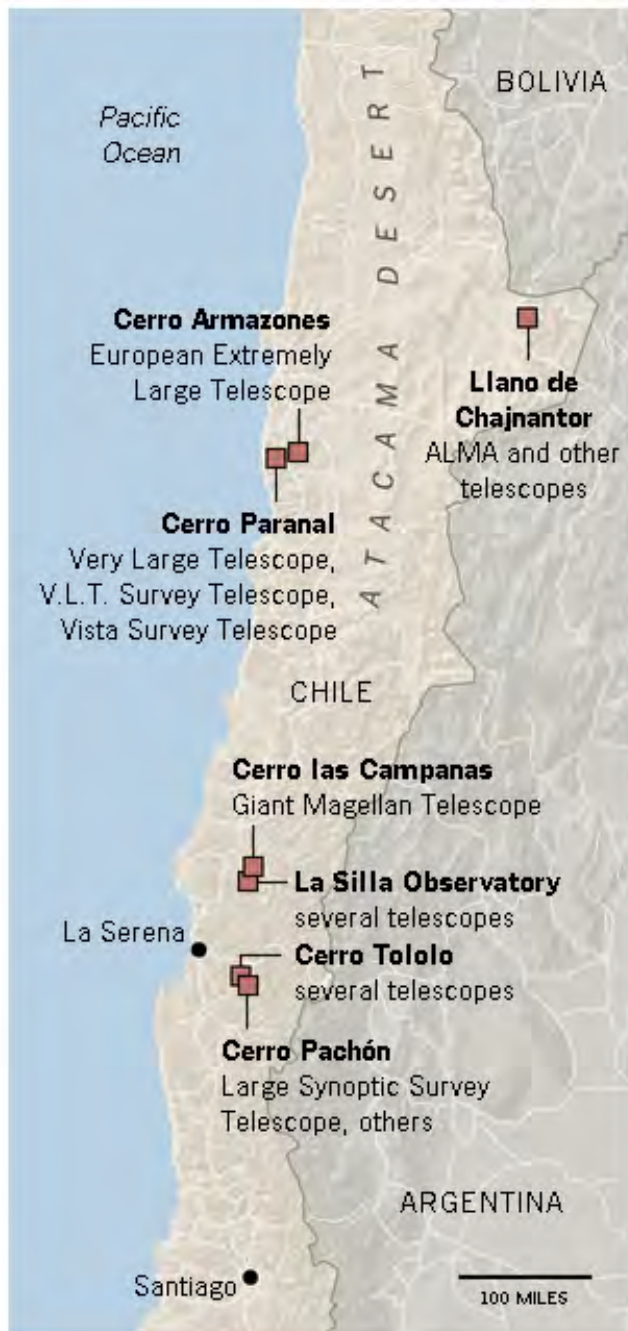 BOLIVIA
Pacific
Ocean
ATACAMA DESERT
Cerro Armazones
European Extremely
Large Telescope
Llano de
Chajnantor
ALMA and other
telescopes
Cerro Paranal
Very Large Telescope,
V.L.T. Survey Telescope,
Vista Survey Telescope
CHILE
Cerro las Campanas
Giant Magellan Telescope
La Silla Observatory
several telescopes
La Serena
Cerro Tololo
several telescopes
Cerro Pachón
Large Synoptic Survey
Telescope, others
ARGENTINA
Santiago
100 MILES